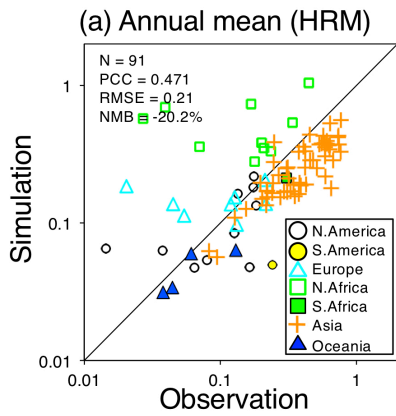 (a) Annual mean (HRM)
N = 91
PCC = 0.471
RMSE = 0.21
NMB = -20.2%
Simulation
1
0.1
0.01
N.America
S.America
Europe
N.Africa
S.Africa
Asia
Oceania
0.01 0.1 1
Observation